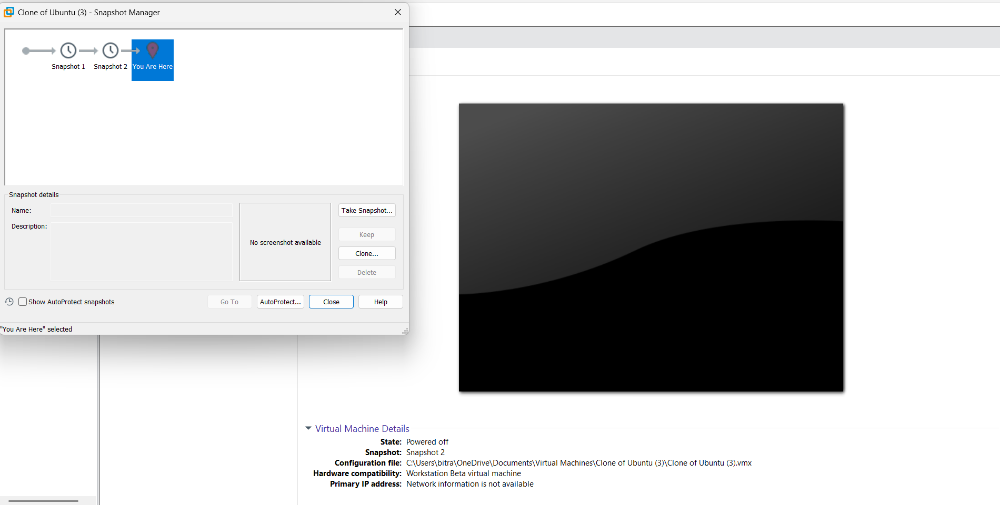 Clone of Ubuntu (3) - Snapshot Manager
Snapshot 1
Snapshot 2
You Are Here
Snapshot details
Name:
Description:
No screenshot available
Take Snapshot...
Keep
Clone...
Delete
Show AutoProtect snapshots
Go To
AutoProtect...
Close
Help
"You Are Here" selected
Virtual Machine Details
State: Powered off
Snapshot: Snapshot 2
Configuration file: C:\Users\bitra\OneDrive\Documents\Virtual Machines\Clone of Ubuntu (3)\Clone of Ubuntu (3).vmx
Hardware compatibility: Workstation Beta virtual machine
Primary IP address: Network information is not available